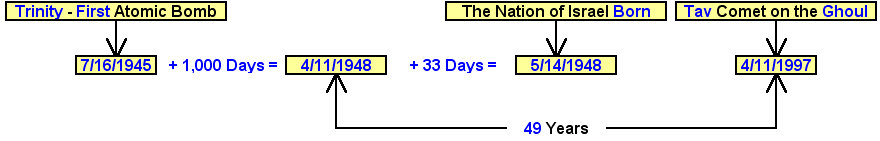 Trinity - First Atomic Bomb
The Nation of Israel Born
Tav Comet on the Ghoul
7/16/1945 + 1,000 Days = 4/11/1948 + 33 Days = 5/14/1948 4/11/1997
49 Years